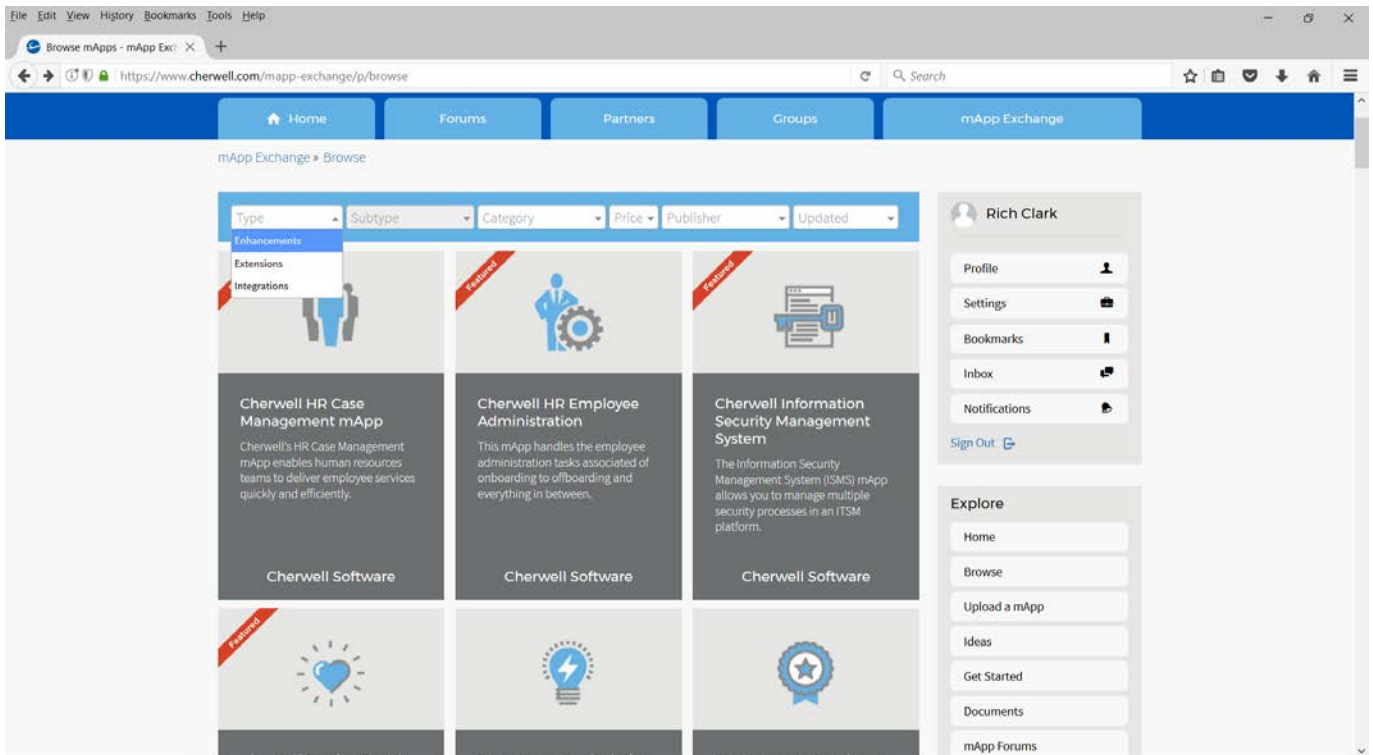 File Edit View History Bookmarks Tools Help
Browse mApps - mApp Exc
https://www.cherwell.com/mapp-exchange/p/browse
Search
Home
Forums
Partners
Groups
mApp Exchange
mApp Exchange » Browse
Type
Subtype
Category
Price
Publisher
Updated
Enhancements
Extensions
Integrations
Featured
Featured
Cherwell HR Case
Management mApp
Cherwell's HR Case Management
mApp enables human resources
teams to deliver employee services
quickly and efficiently.
Cherwell Software
Cherwell HR Employee
Administration
This mApp handles the employee
administration tasks associated of
onboarding to offboarding and
everything in between.
Cherwell Software
Cherwell Information
Security Management
System
The Information Security
Management System (ISMS) mApp
allows you to manage multiple
security processes in an ITSM
platform.
Cherwell Software
Featured
Rich Clark
Profile
Settings
Bookmarks
Inbox
Notifications
Sign Out
Explore
Home
Browse
Upload a mApp
Ideas
Get Started
Documents
mApp Forums